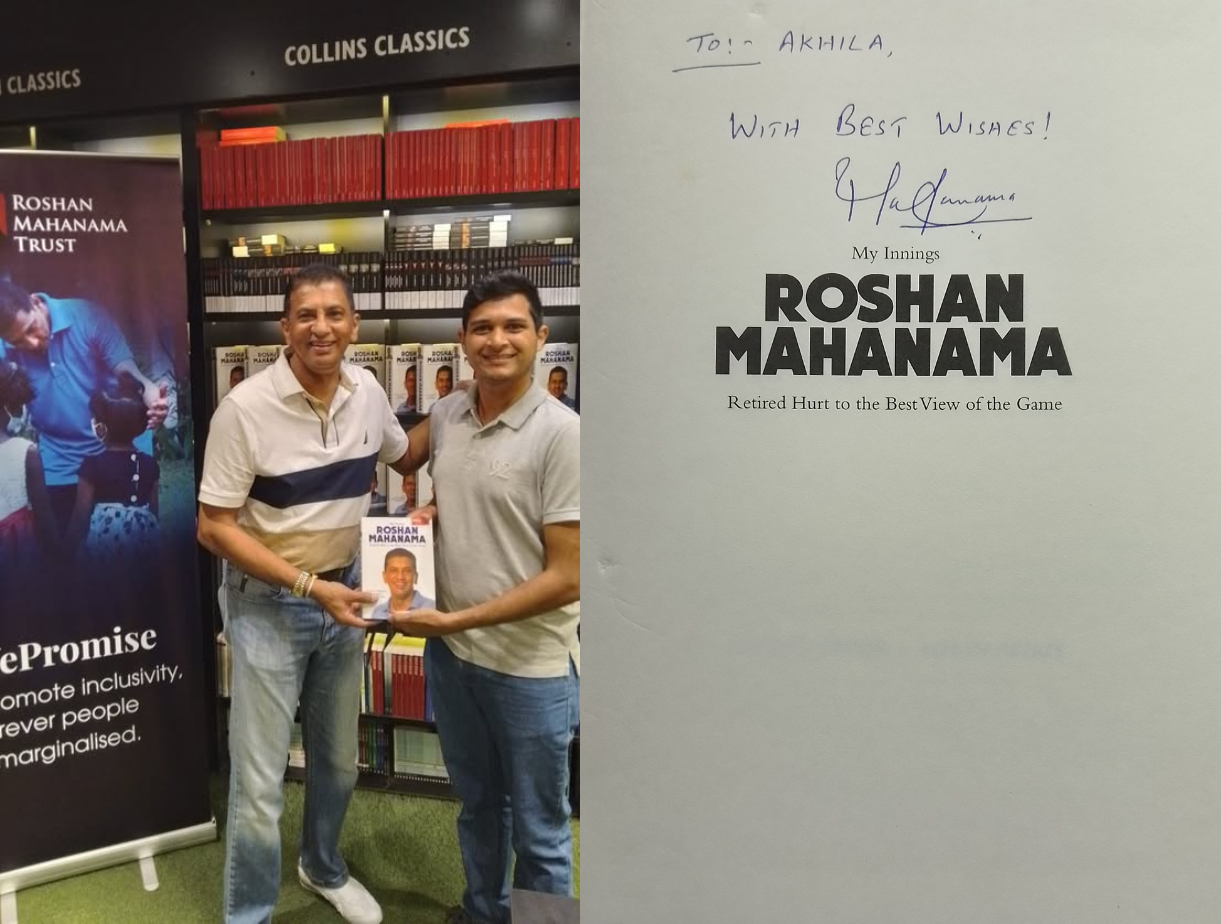 COLLINS CLASSICS
CLASSICS
ROSHAN
MAHANAMA
TRUST
ePromise
omote inclusivity,
rever people
marginalised.
ROSHAN
MAHANAMA
TO:- AKHILA,
WITH BEST WISHES!
My Innings
ROSHAN
MAHANAMA
Retired Hurt to the Best View of the Game